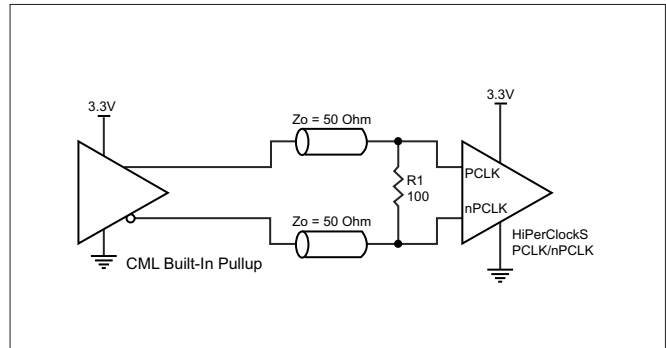 3.3V
3.3V
Zo = 50 Ohm
PCLK
R1
100
nPCLK
Zo = 50 Ohm
HiPerClockS
PCLK/nPCLK
CML Built-In Pullup